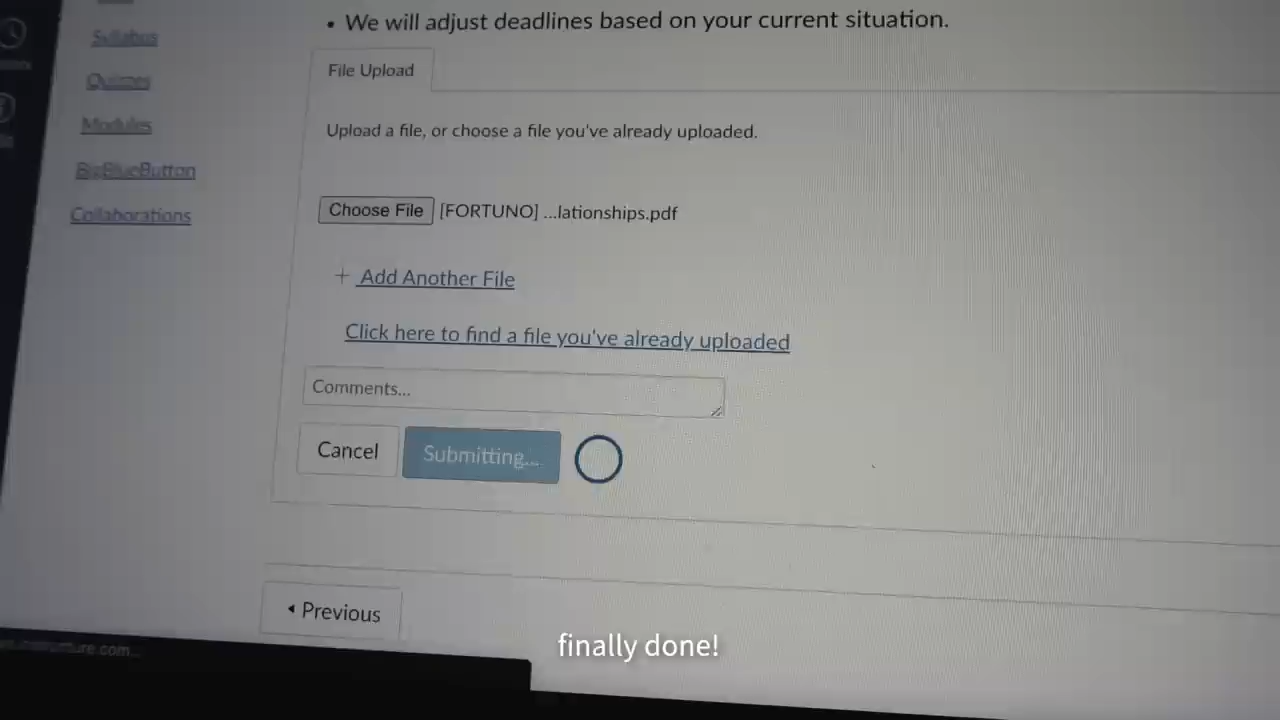 • We will adjust deadlines based on your current situation.
Syllabus
Quizzes
Modules
BigBlueButton
Collaborations
File Upload
Upload a file, or choose a file you've already uploaded.
Choose File [FORTUNO] ...lationships.pdf
+ Add Another File
Click here to find a file you've already uploaded
Comments...
Cancel Submitting...
◂ Previous
finally done!